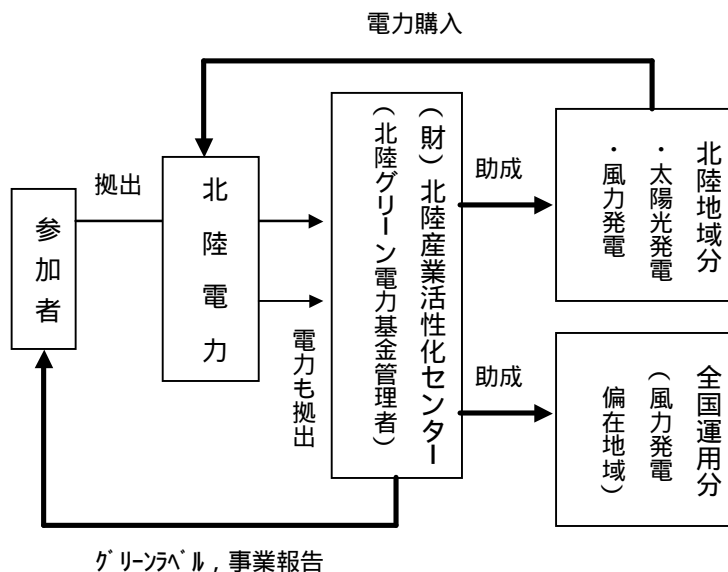 電力購入
拠出
参加者
北陸電力
電力も拠出
(財)北陸産業活性化センター
(北陸グリーン電力基金管理者)
助成
北陸地域分
・太陽光発電
・風力発電
助成
全国運用分
(風力発電
偏在地域)
グリーンラベル,事業報告